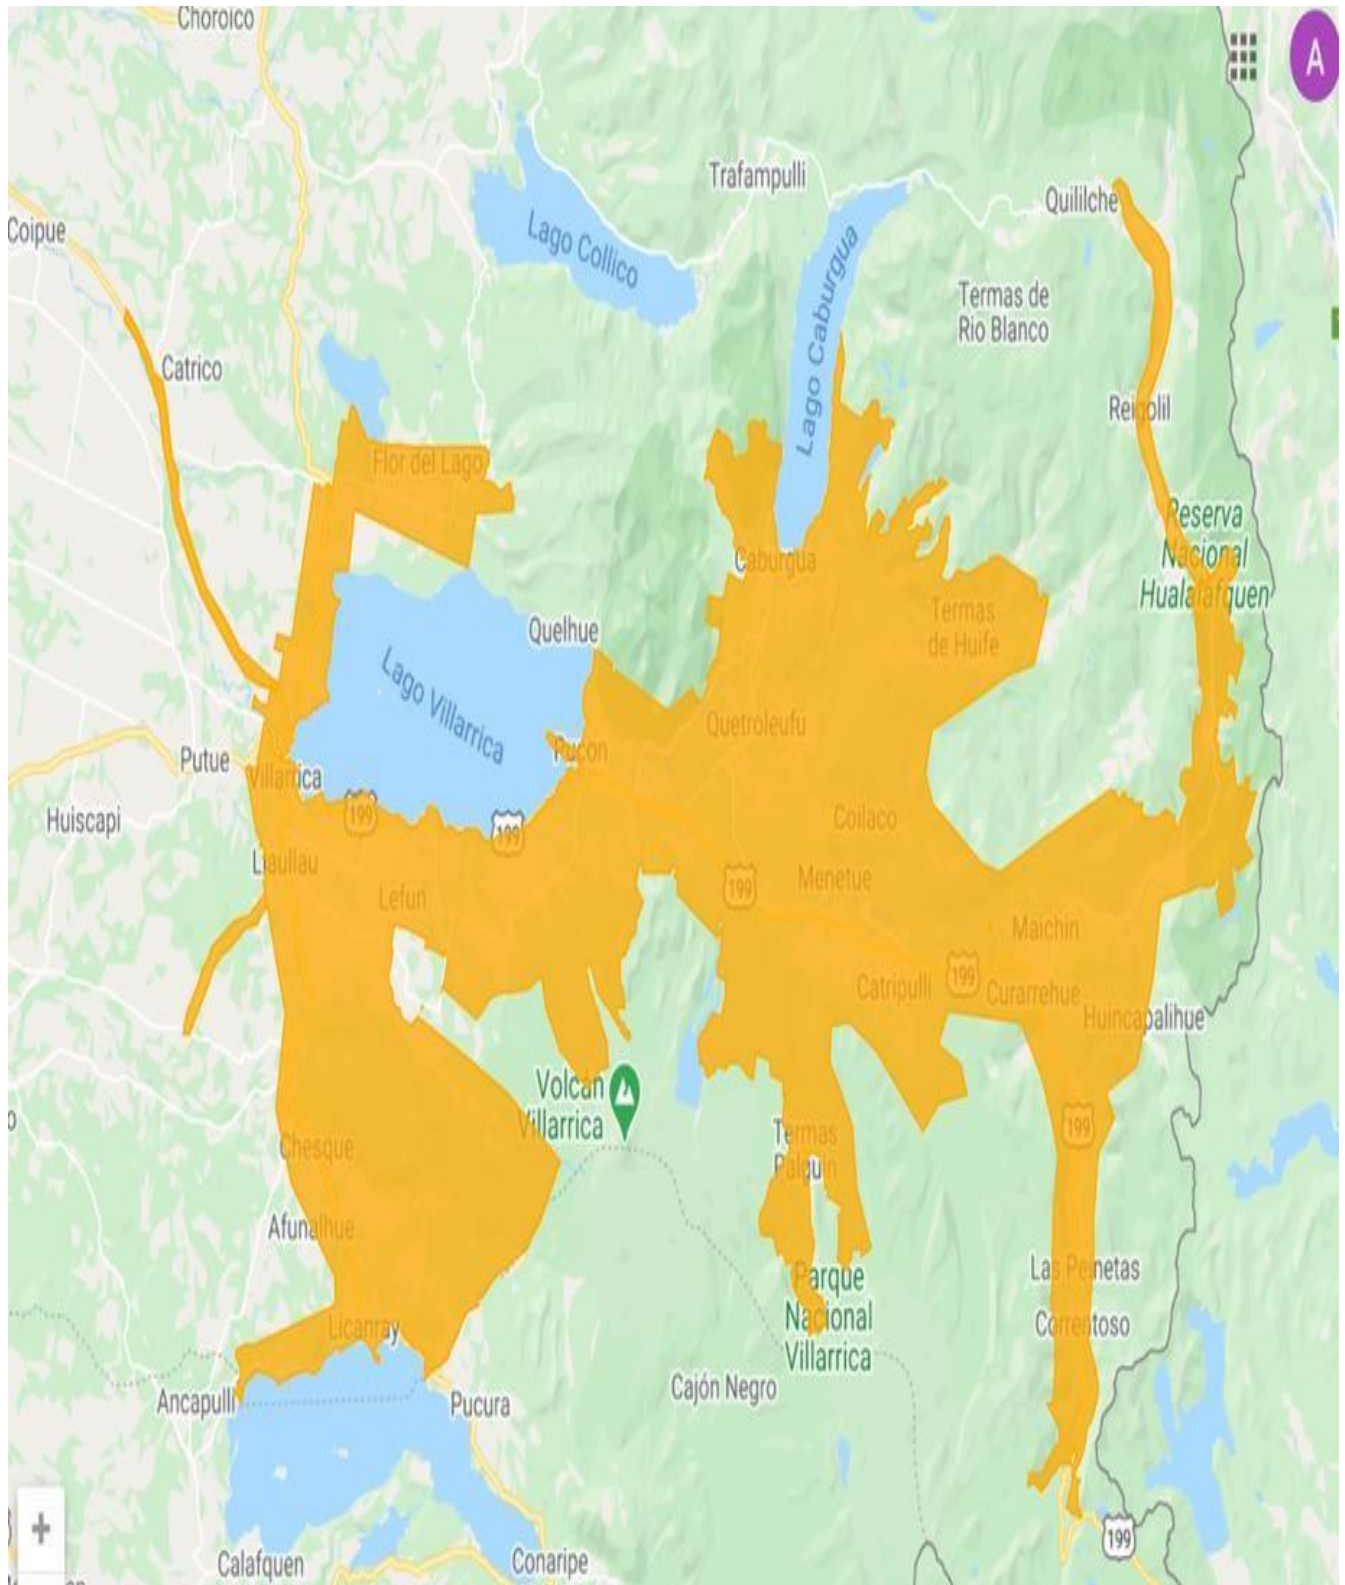 Choroico
A
Trafampulli
Quililche
Coipue
Lago Collico
Lago Caburgua
Termas de
Rio Blanco
Catrico
Reigolil
Flor del Lago
Reserva
Nacional
Hualalafquen
Caburgua
Termas
de Huife
Quelhue
Lago Villarrica
Quetroleufu
Pucon
Putue
Villarrica
199
199
Huiscapi
Coilaco
Liaullau
Lefun
199
Menetue
Maichin
Catripulli
199
Curarrehue
Huincapalihue
Volcán
Villarrica
199
Termas
Palguin
Chesque
Afunalhue
Las Peinetas
Parque
Nacional
Villarrica
Correntoso
Licanray
Cajón Negro
Ancapulli
Pucura
+
199
Calafquen
Conaripe